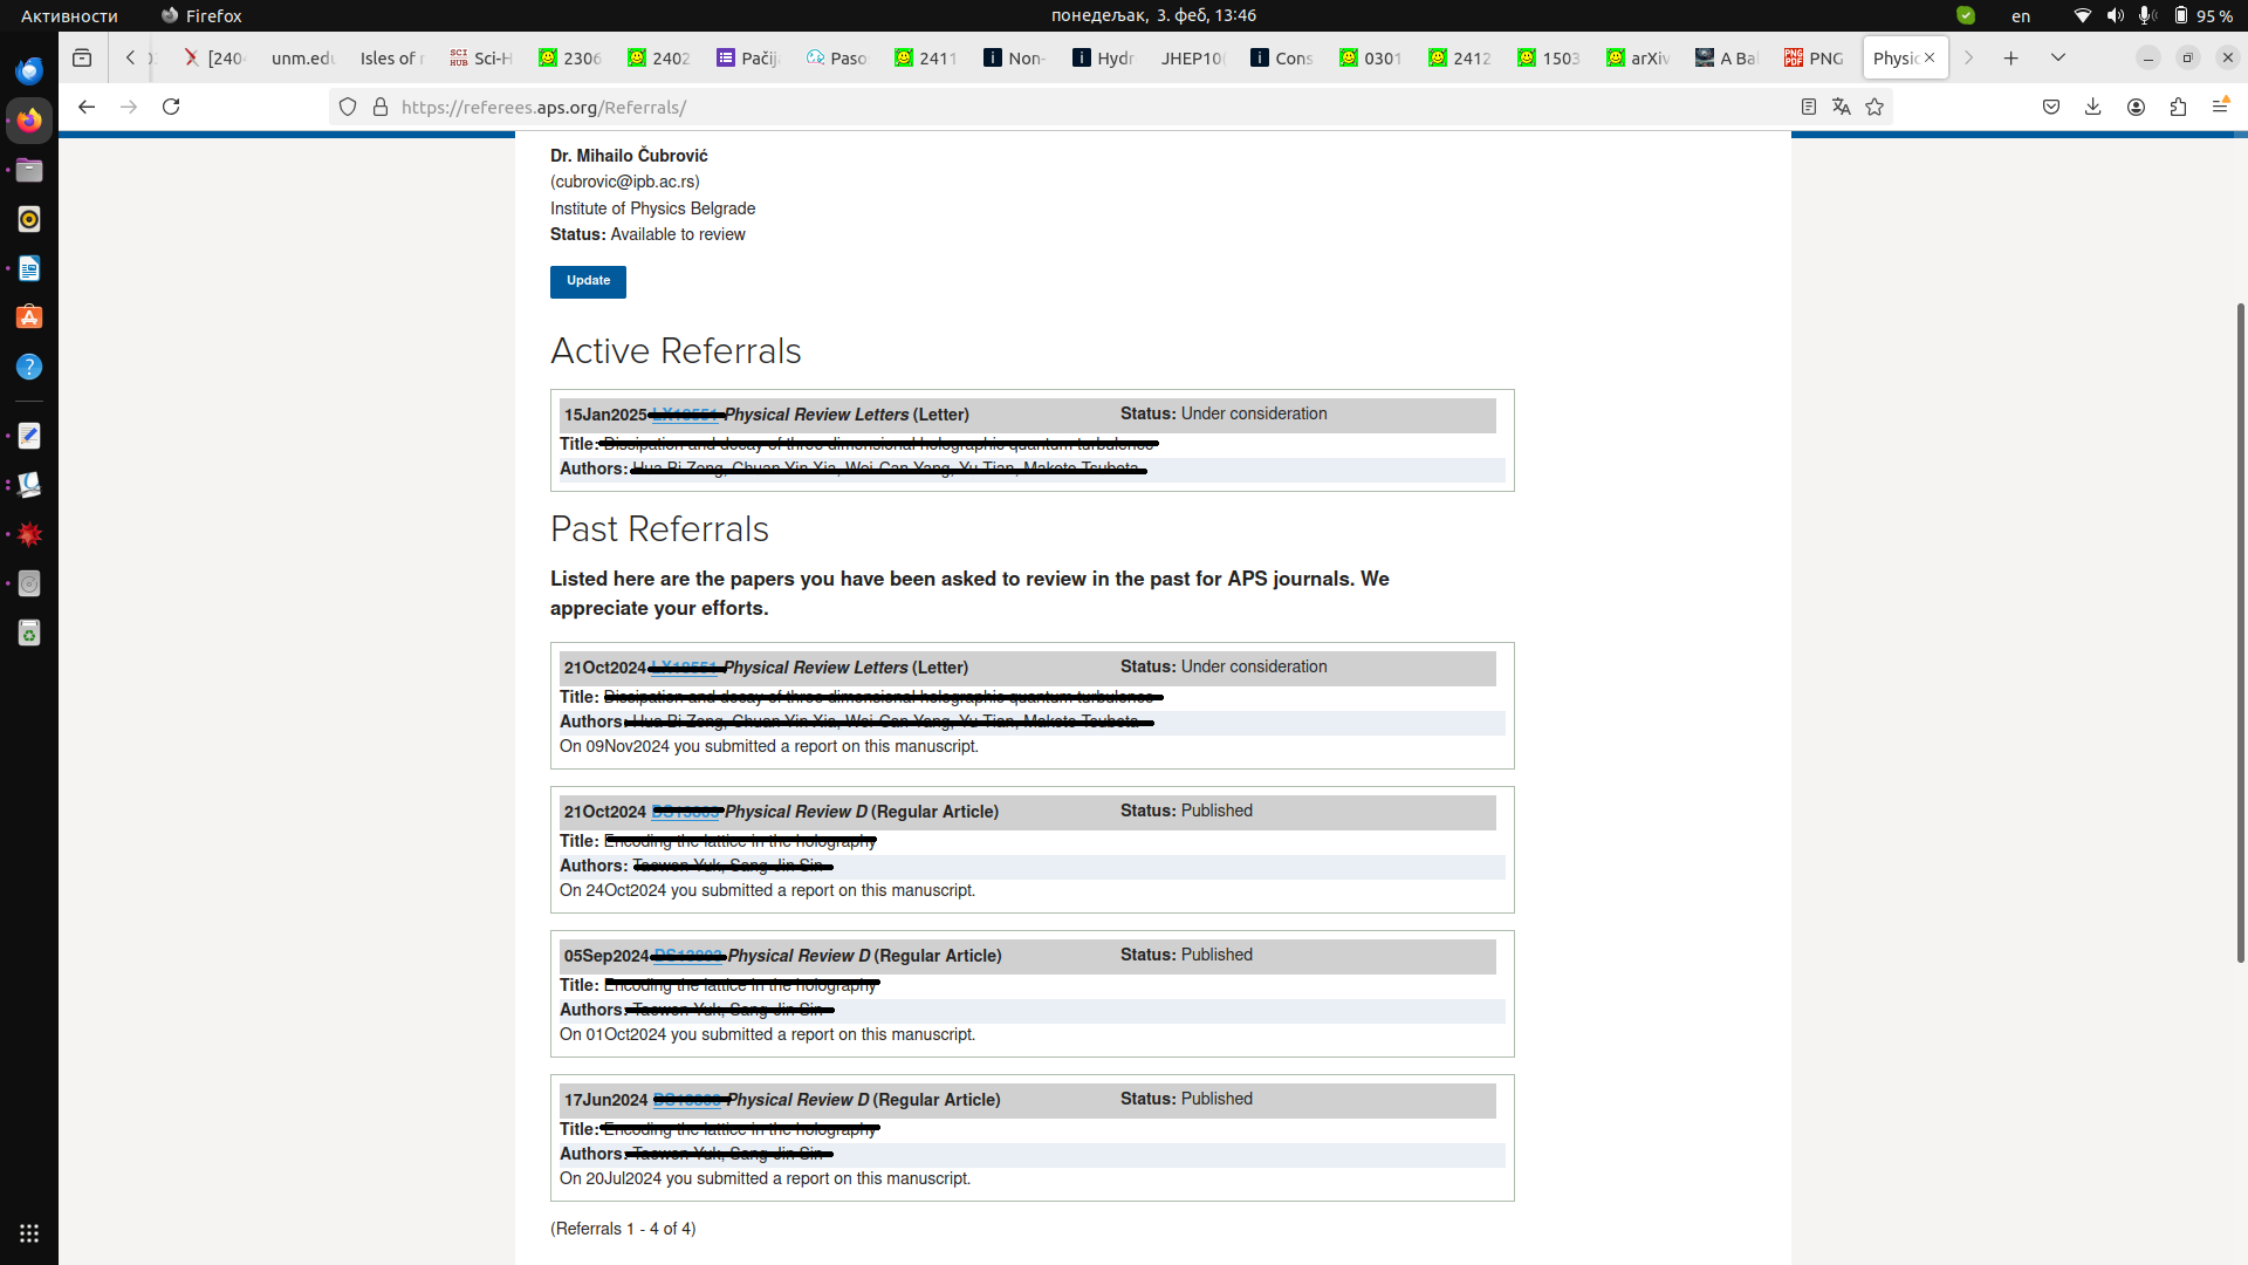 Активности
Firefox
понедељак, 3. феб, 13:46
en
95 %
[240
unm.edu
Isles of
Sci-H
2306
2402
Pačij
Paso
2411
Non-
Hydr
JHEP10(
Cons
0301
2412
1503
arXiv
A Bal
PNG
Physic
https://referees.aps.org/Referrals/
Dr. Mihailo Čubrović
(cubrovic@ipb.ac.rs)
Institute of Physics Belgrade
Status: Available to review
Update
Active Referrals
15Jan2025 Physical Review Letters (Letter) Status: Under consideration
Title:
Authors:
Past Referrals
Listed here are the papers you have been asked to review in the past for APS journals. We
appreciate your efforts.
21Oct2024 Physical Review Letters (Letter) Status: Under consideration
Title:
Authors:
On 09Nov2024 you submitted a report on this manuscript.
21Oct2024 Physical Review D (Regular Article) Status: Published
Title:
Authors:
On 24Oct2024 you submitted a report on this manuscript.
05Sep2024 Physical Review D (Regular Article) Status: Published
Title:
Authors:
On 01Oct2024 you submitted a report on this manuscript.
17Jun2024 Physical Review D (Regular Article) Status: Published
Title:
Authors:
On 20Jul2024 you submitted a report on this manuscript.
(Referrals 1 - 4 of 4)